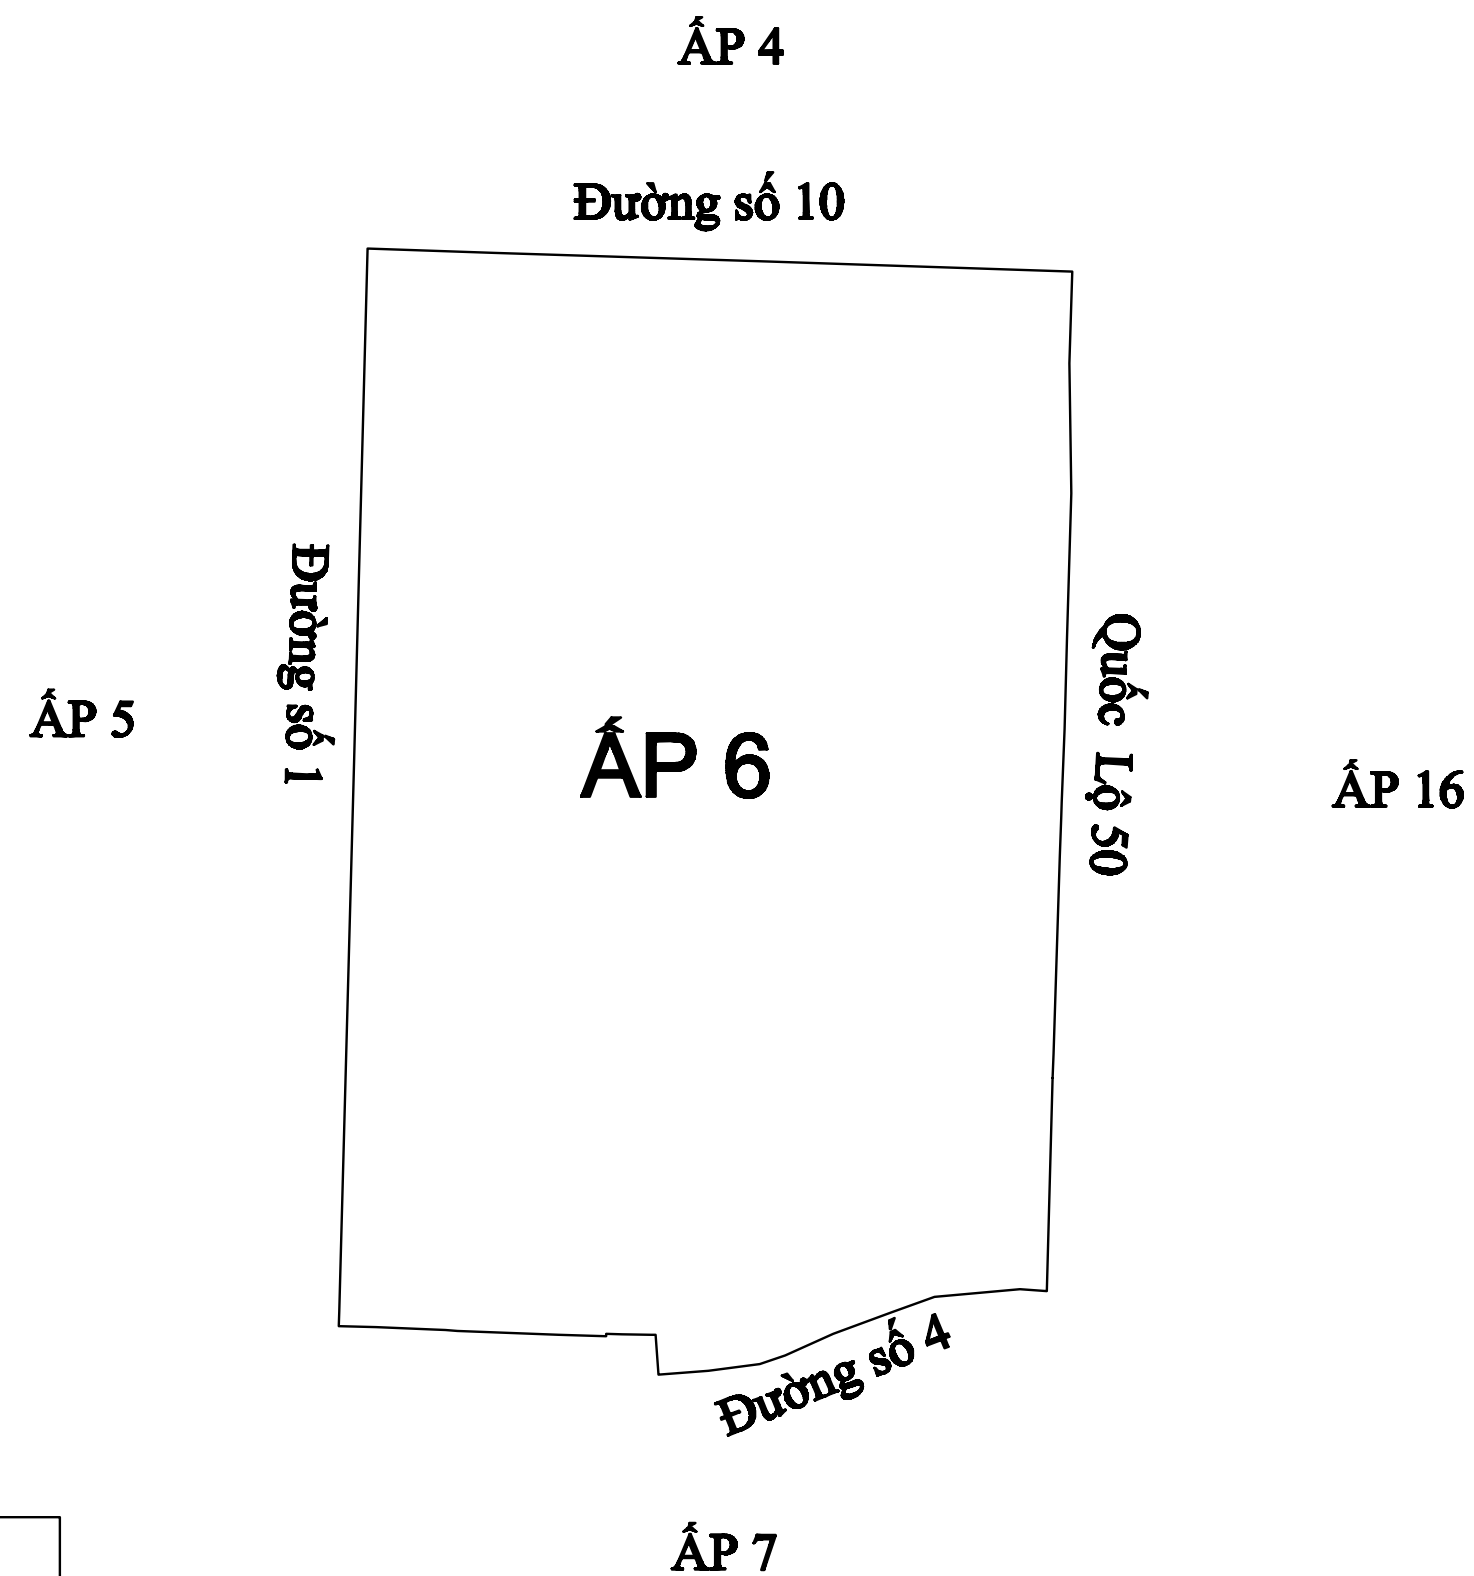 ẤP 4
Đường số 10
Đường số 1
Quốc Lộ 50
ẤP 5
ẤP 6
ẤP 16
Đường số 4
ẤP 7